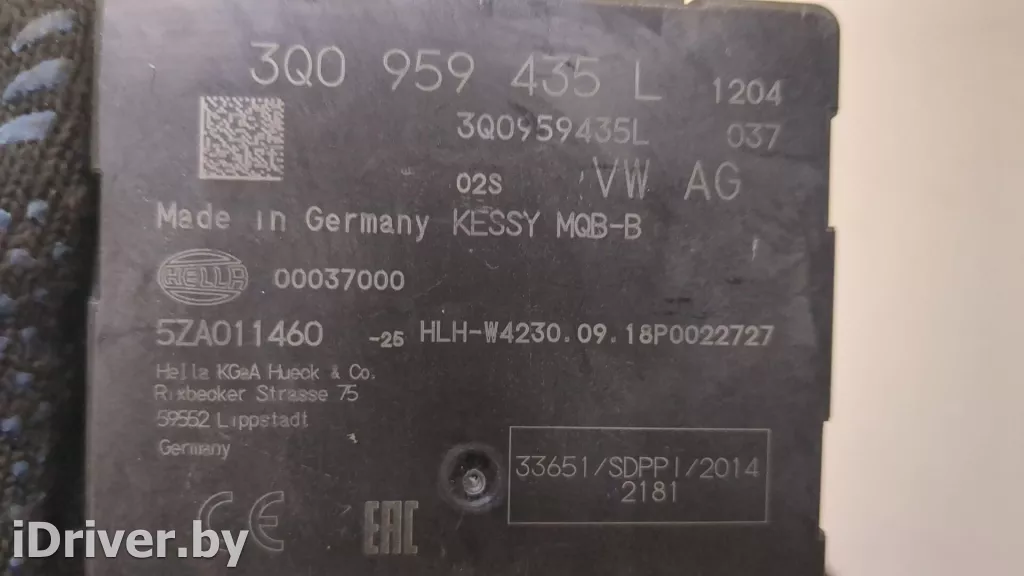 3Q0 959 435 L 1204
3Q0959435L 037
02S VW AG
Made in Germany KESSY MQB-B
HELLA 00037000
5ZA011460 -25 HLH-W4230.09.18P0022727
Hella KGaA Hueck & Co.
Rixbecker Strasse 75
59552 Lippstadt
Germany
33651/SDPPI/2014
2181
CE EAC
iDriver.by